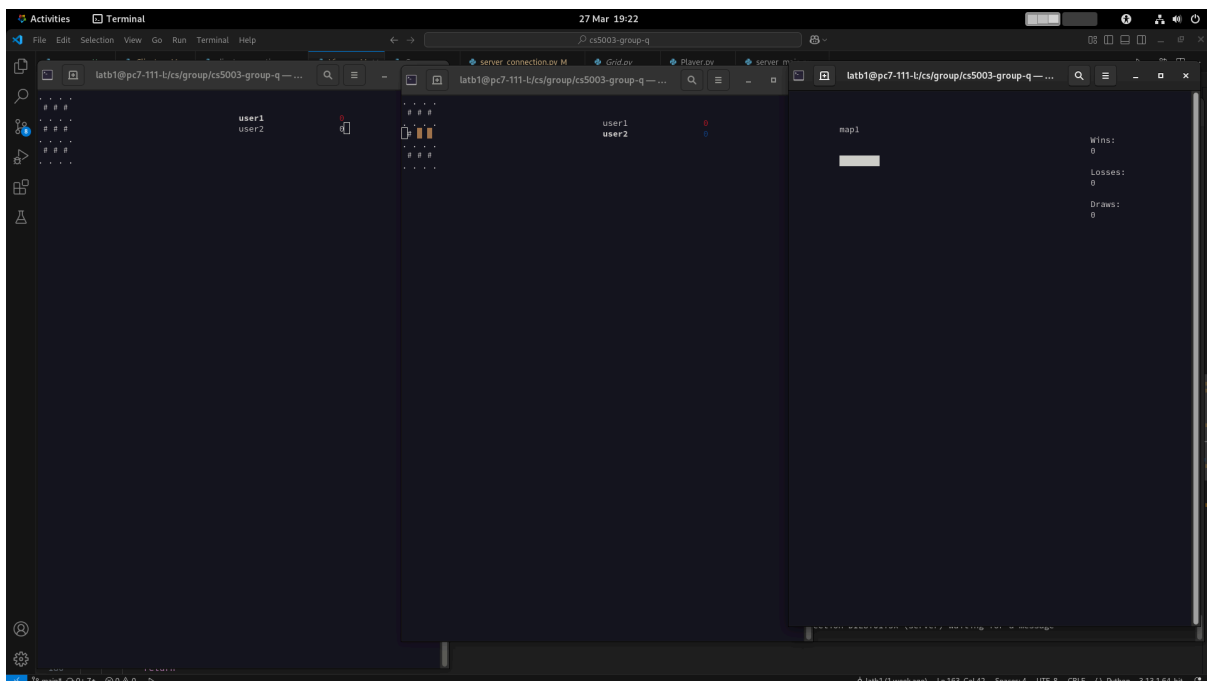 Activities Terminal 27 Mar 19:22
File Edit Selection View Go Run Terminal Help cs5003-group-q
server_connection.py M Grid.py Player.py
latb1@pc7-111-l:/cs/group/cs5003-group-q — ...
. . . .
# # #
. . . .
# # #
. . . .
# # #
. . . .
user1 0
user2 0
latb1@pc7-111-l:/cs/group/cs5003-group-q — ...
. . . .
# # #
. . . .
#
. . . .
# # #
. . . .
user1 0
user2 0
latb1@pc7-111-l:/cs/group/cs5003-group-q — ...
map1
Wins:
0
Losses:
0
Draws:
0
8